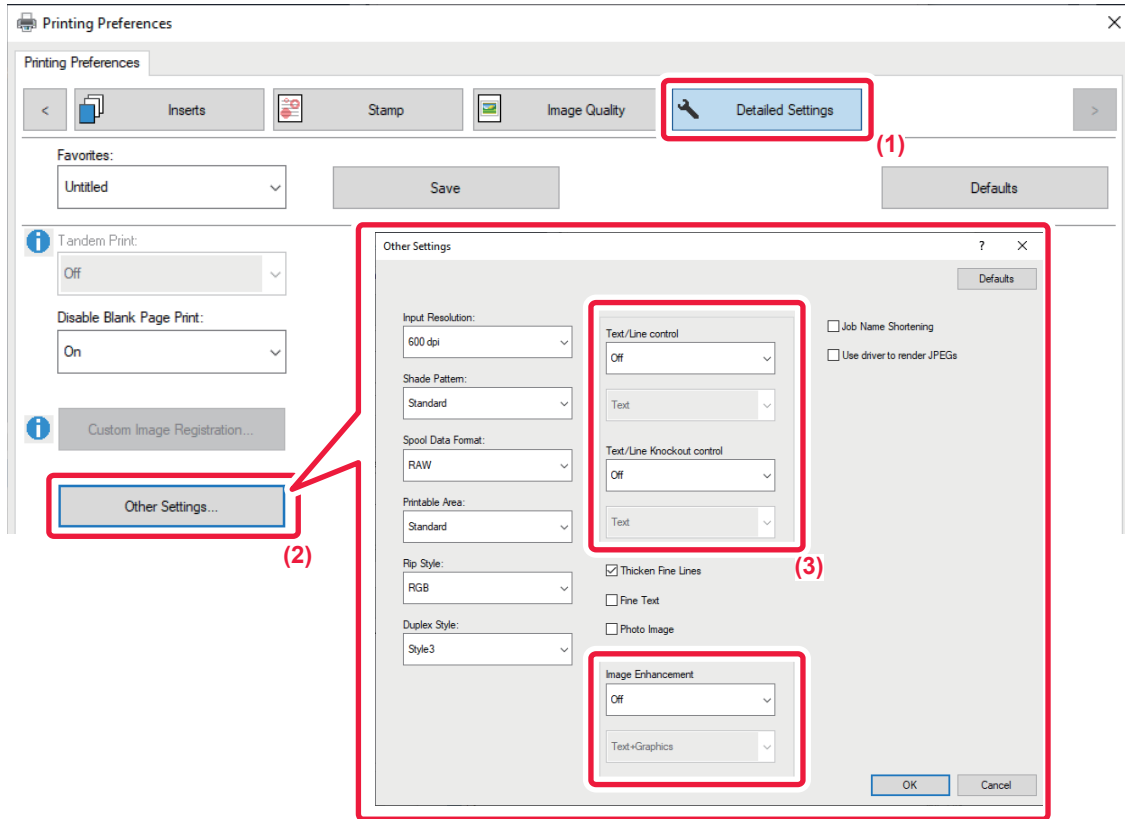 Printing Preferences
Printing Preferences
<
Inserts
Stamp
Image Quality
Detailed Settings
>
(1)
Favorites:
Untitled
Save
Defaults
Tandem Print:
Off
Disable Blank Page Print:
On
Custom Image Registration...
Other Settings...
(2)
Other Settings
?
Defaults
Input Resolution:
600 dpi
Shade Pattern:
Standard
Spool Data Format:
RAW
Printable Area:
Standard
Rip Style:
RGB
Duplex Style:
Style3
Text/Line control
Off
Text
Text/Line Knockout control
Off
Text
(3)
Thicken Fine Lines
Fine Text
Photo Image
Image Enhancement
Off
Text+Graphics
Job Name Shortening
Use driver to render JPEGs
OK
Cancel